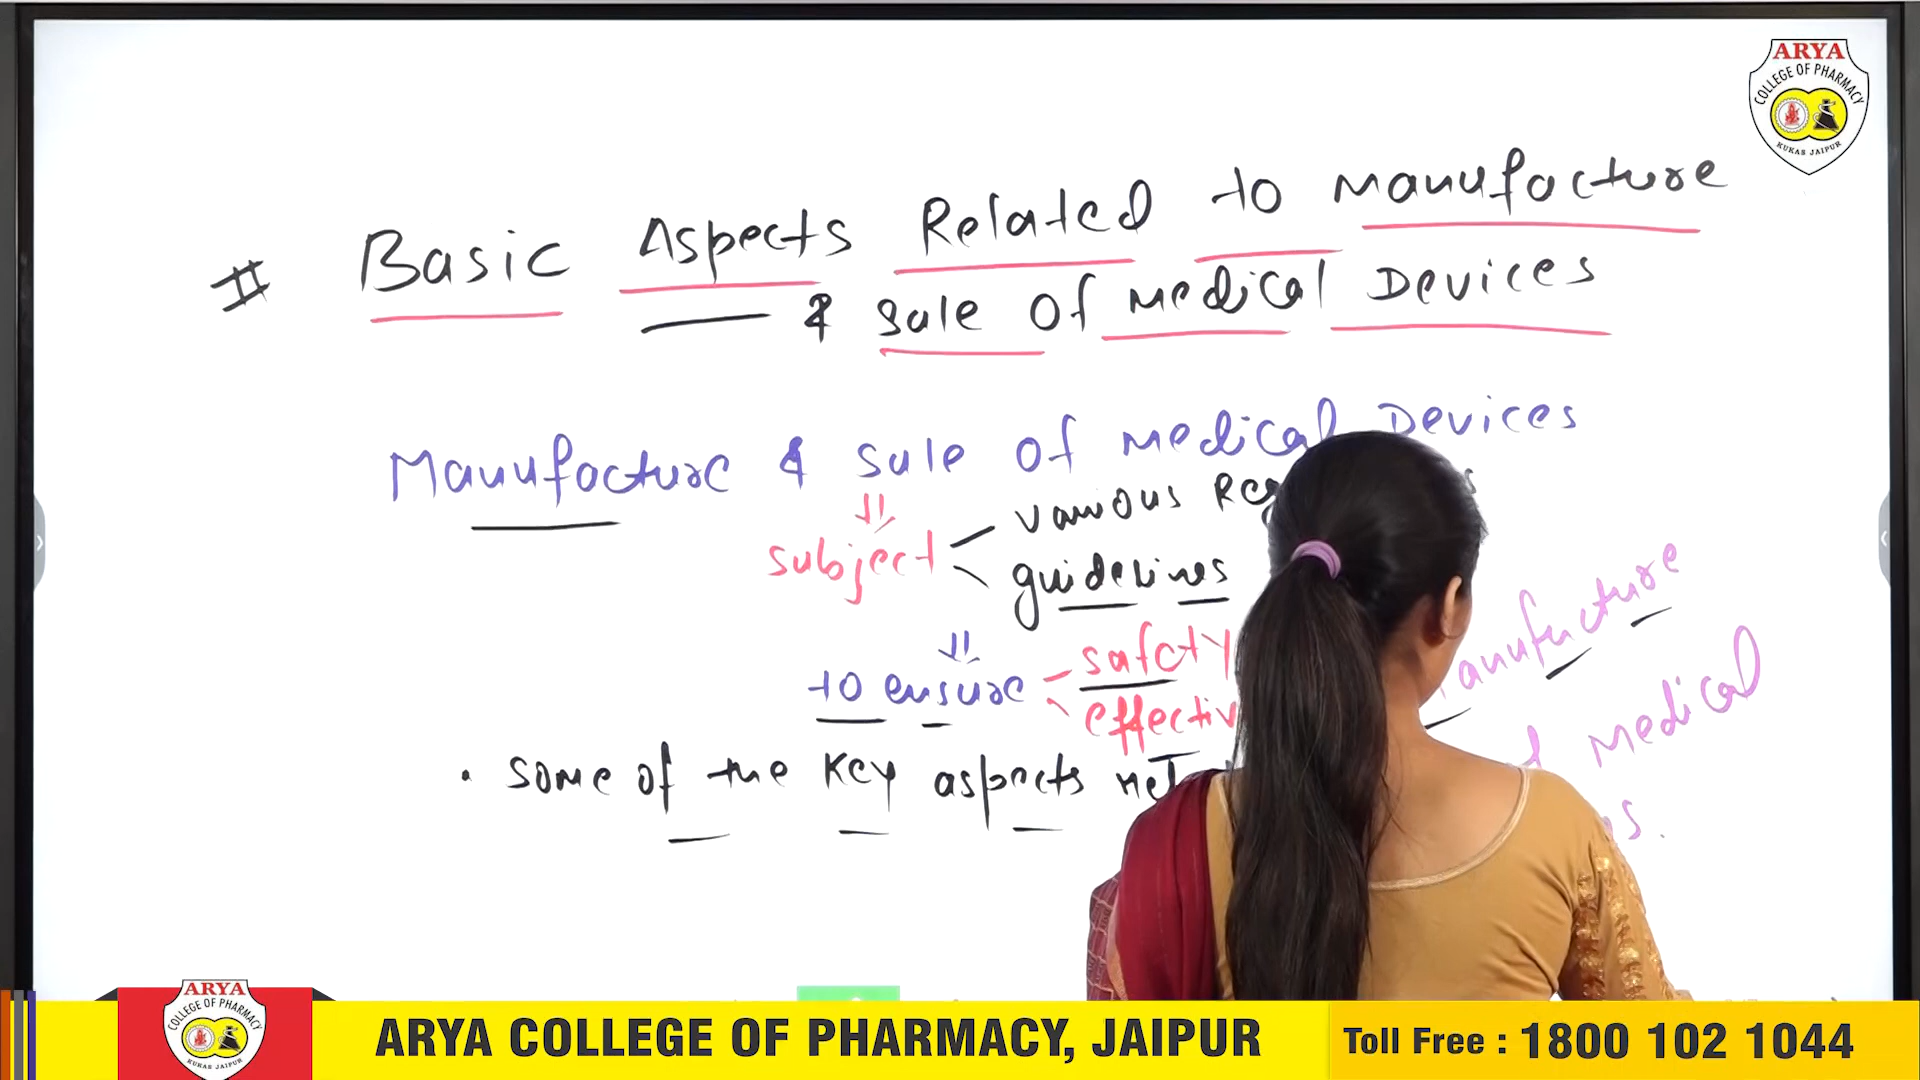 ARYA
COLLEGE OF PHARMACY
KUKAS JAIPUR
# Basic Aspects Related to Manufacture
& sale of Medical Devices
Manufacture & sale of Medical Devices
subject
various
guidelines
to ensure
safety
some of the key aspects
Medical
ARYA
COLLEGE OF PHARMACY
KUKAS JAIPUR
ARYA COLLEGE OF PHARMACY, JAIPUR
Toll Free : 1800 102 1044